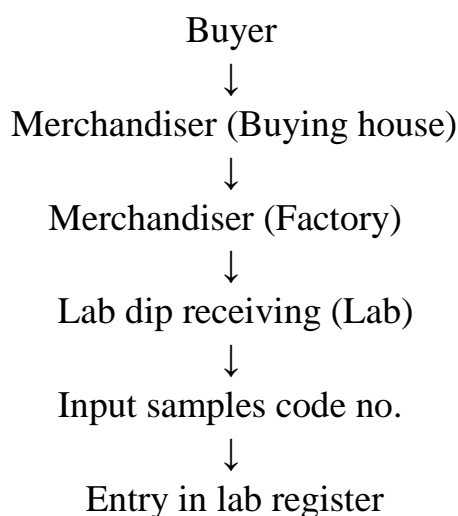 Buyer
↓
Merchandiser (Buying house)
↓
Merchandiser (Factory)
↓
Lab dip receiving (Lab)
↓
Input samples code no.
↓
Entry in lab register